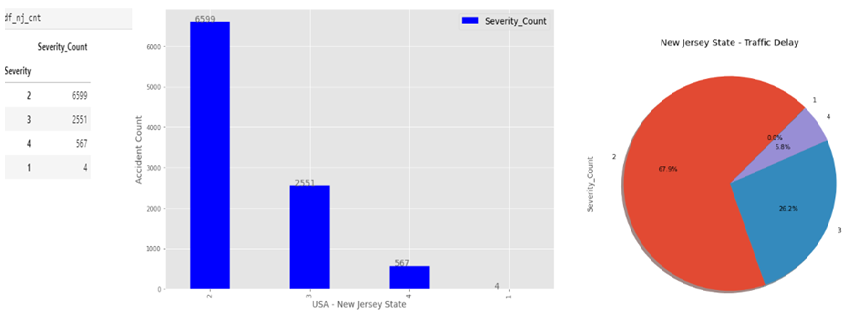 df_nj_cnt
Severity_Count
Severity
2 6599
3 2551
4 567
1 4
Severity_Count
6599
2551
567
4
6000
5000
4000
3000
2000
1000
0
Accident Count
2 3 4 1
USA - New Jersey State
New Jersey State - Traffic Delay
1
4
0.0%
5.8%
2
67.9%
26.2%
3
Severity_Count